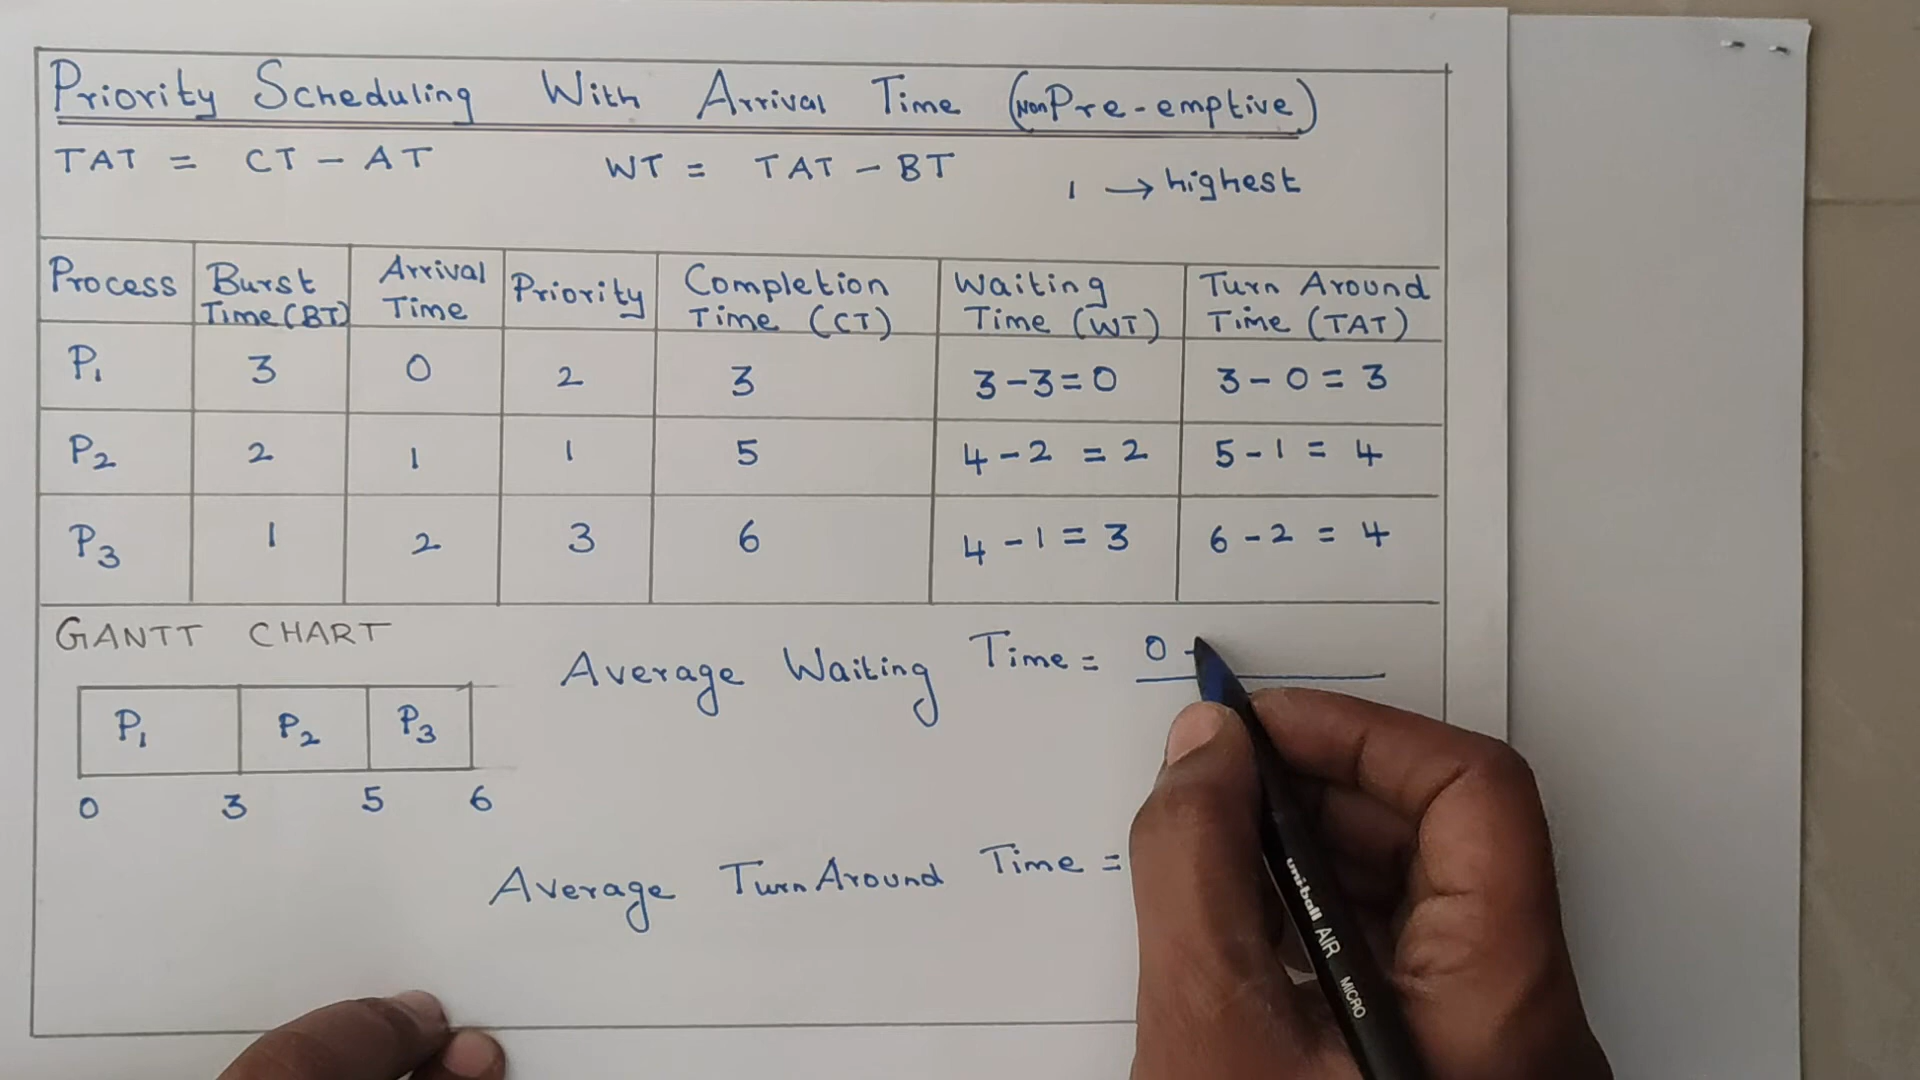 Priority Scheduling With Arrival Time (Non Pre-emptive)
TAT = CT - AT WT = TAT - BT 1 → highest
Process Burst Time (BT) Arrival Time Priority Completion Time (CT) Waiting Time (WT) Turn Around Time (TAT)
P1 3 0 2 3 3-3=0 3-0=3
P2 2 1 1 5 4-2=2 5-1=4
P3 1 2 3 6 4-1=3 6-2=4
GANTT CHART
Average Waiting Time = 0 -
P1 P2 P3
0 3 5 6
Average Turn Around Time =
uni-ball AIR MICRO